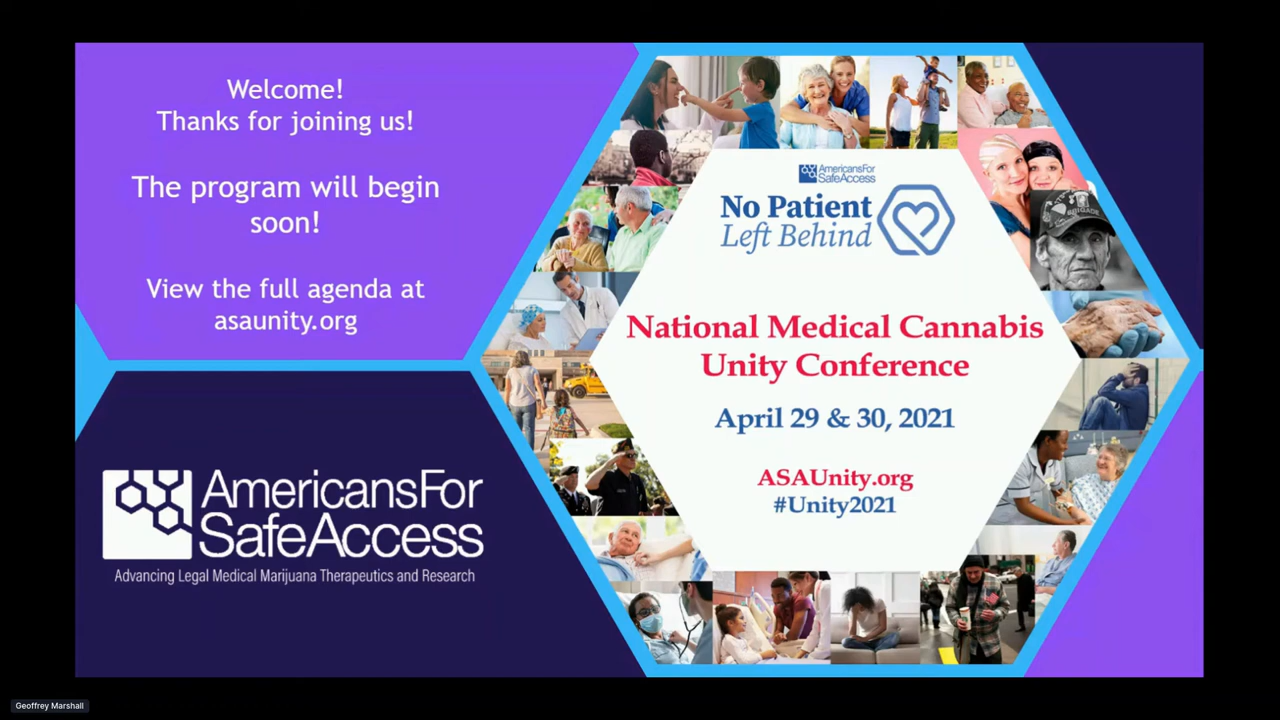 Welcome!
Thanks for joining us!
The program will begin
soon!
View the full agenda at
asaunity.org
AmericansFor
SafeAccess
Advancing Legal Medical Marijuana Therapeutics and Research
AmericansFor
SafeAccess
No Patient
Left Behind
National Medical Cannabis
Unity Conference
April 29 & 30, 2021
ASAUnity.org
#Unity2021
BRIGADE
Geoffrey Marshall